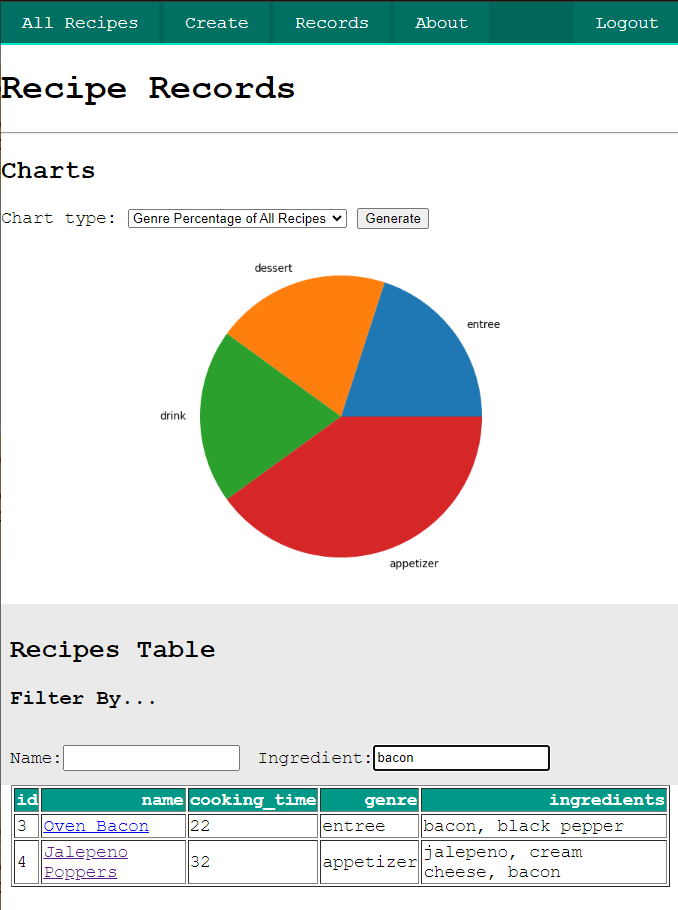 All Recipes Create Records About Logout
Recipe Records
Charts
Chart type: Genre Percentage of All Recipes Generate
dessert
entree
drink
appetizer
Recipes Table
Filter By...
Name: Ingredient: bacon
id name cooking_time genre ingredients
3 Oven Bacon 22 entree bacon, black pepper
4 Jalepeno Poppers 32 appetizer jalepeno, cream cheese, bacon